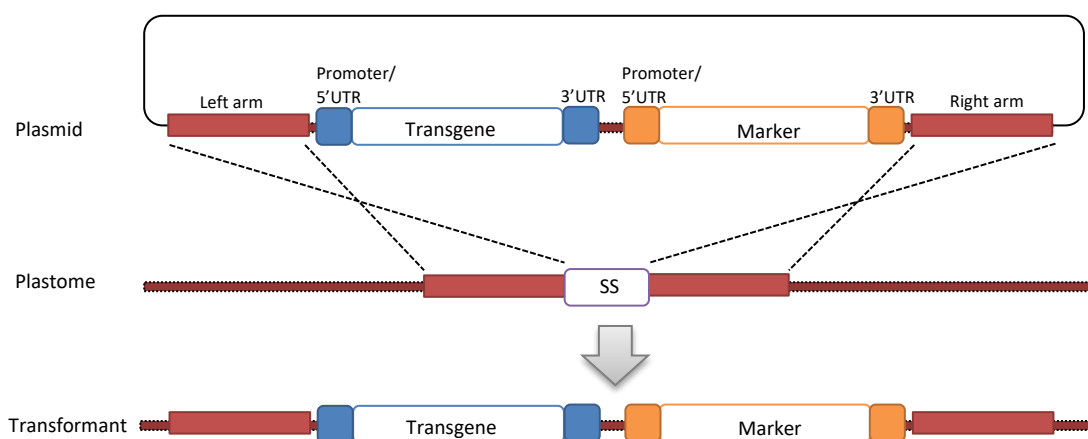 Promoter/
5'UTR
Promoter/
5'UTR
Left arm
3'UTR
3'UTR
Right arm
Plasmid
Transgene
Marker
Plastome
SS
Transformant
Transgene
Marker